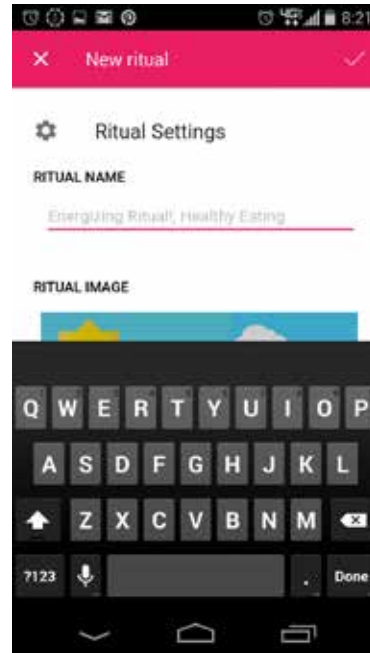 8:21
New ritual
Ritual Settings
RITUAL NAME
Energizing Ritual!, Healthy Eating
RITUAL IMAGE
Q W E R T Y U I O P
A S D F G H J K L
Z X C V B N M
?123 . Done